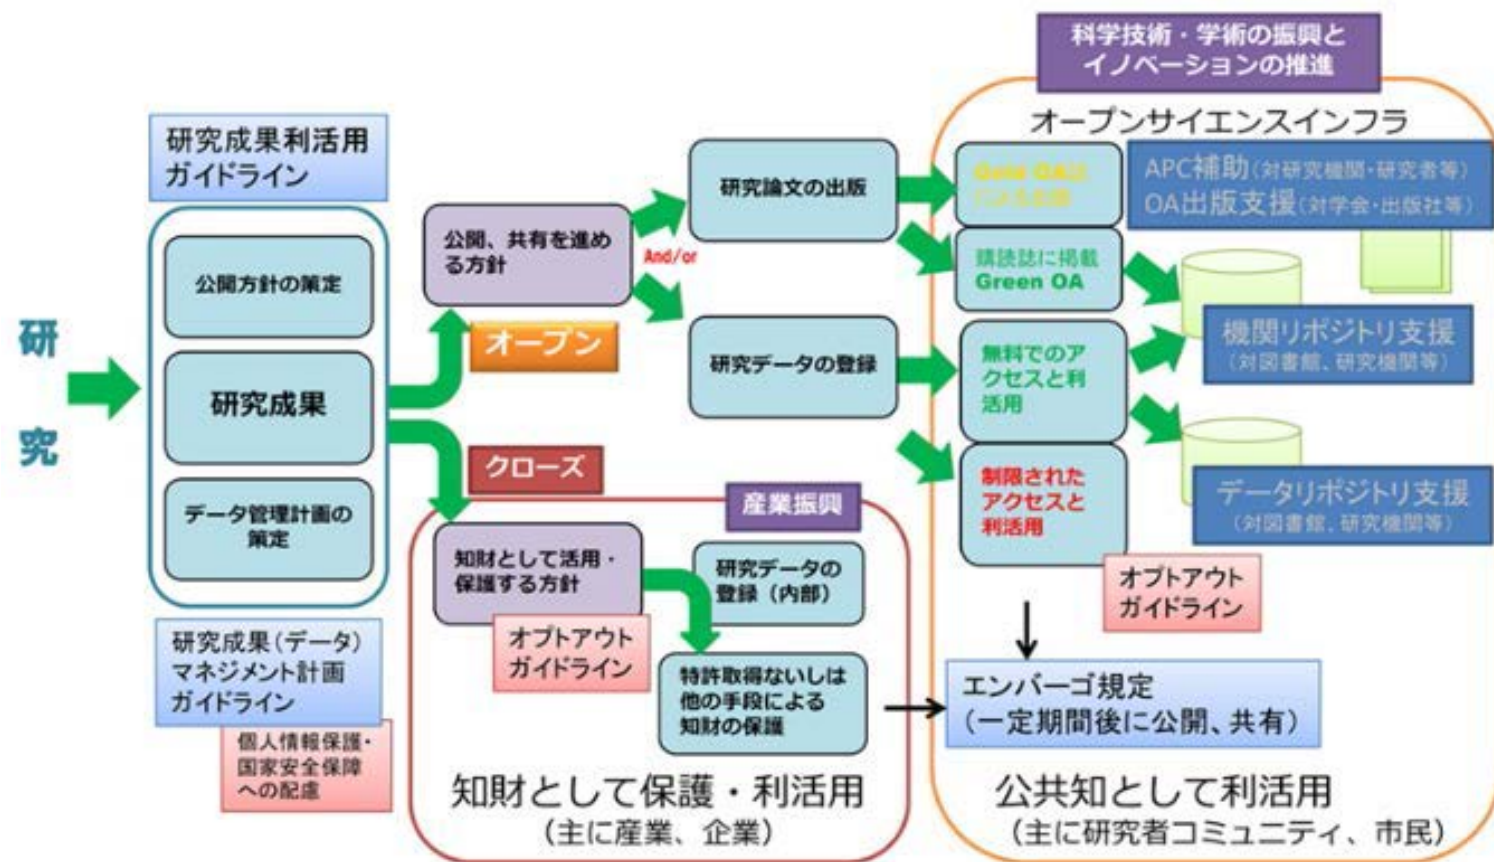 科学技術・学術の振興と
イノベーションの推進
オープンサイエンスインフラ
研究成果利活用
ガイドライン
研究
公開方針の策定
研究成果
データ管理計画の
策定
研究成果（データ）
マネジメント計画
ガイドライン
個人情報保護・
国家安全保障
への配慮
公開、共有を進め
る方針
And/or
オープン
クローズ
研究論文の出版
研究データの登録
Gold OA誌
による出版
購読誌に掲載
Green OA
無料でのア
クセスと利
活用
制限された
アクセスと
利活用
APC補助（対研究機関・研究者等）
OA出版支援（対学会・出版社等）
機関リポジトリ支援
（対図書館、研究機関等）
データリポジトリ支援
（対図書館、研究機関等）
オプトアウト
ガイドライン
産業振興
知財として活用・
保護する方針
研究データの
登録（内部）
オプトアウト
ガイドライン
特許取得ないしは
他の手段による
知財の保護
エンバーゴ規定
（一定期間後に公開、共有）
知財として保護・利活用
（主に産業、企業）
公共知として利活用
（主に研究者コミュニティ、市民）